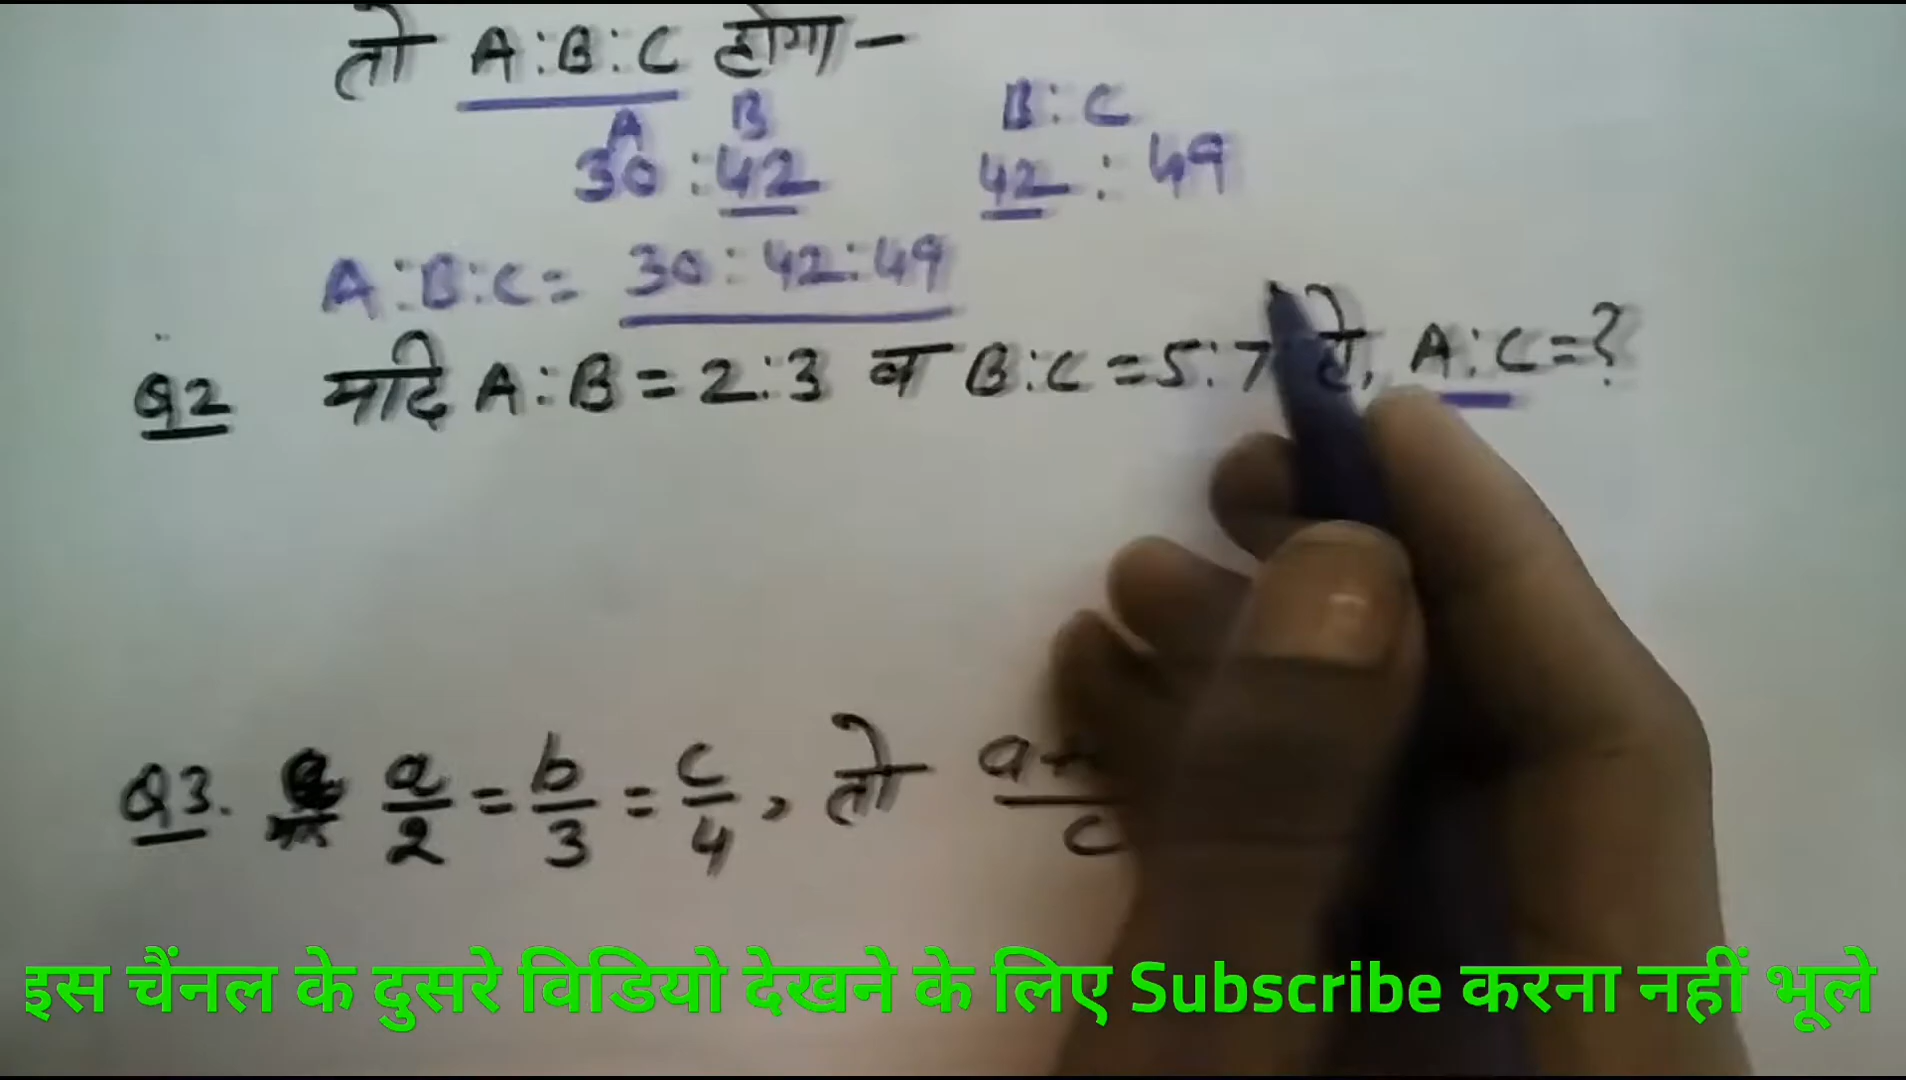 तो A:B:C होगा-
A B B:C
30:42 42:49
A:B:C= 30:42:49
Q2 यदि A:B=2:3 व B:C=5:7 तो, A:C=?
Q3. a/2=b/3=c/4, तो a+ / c
इस चैंनल के दुसरे विडियो देखने के लिए Subscribe करना नहीं भूले